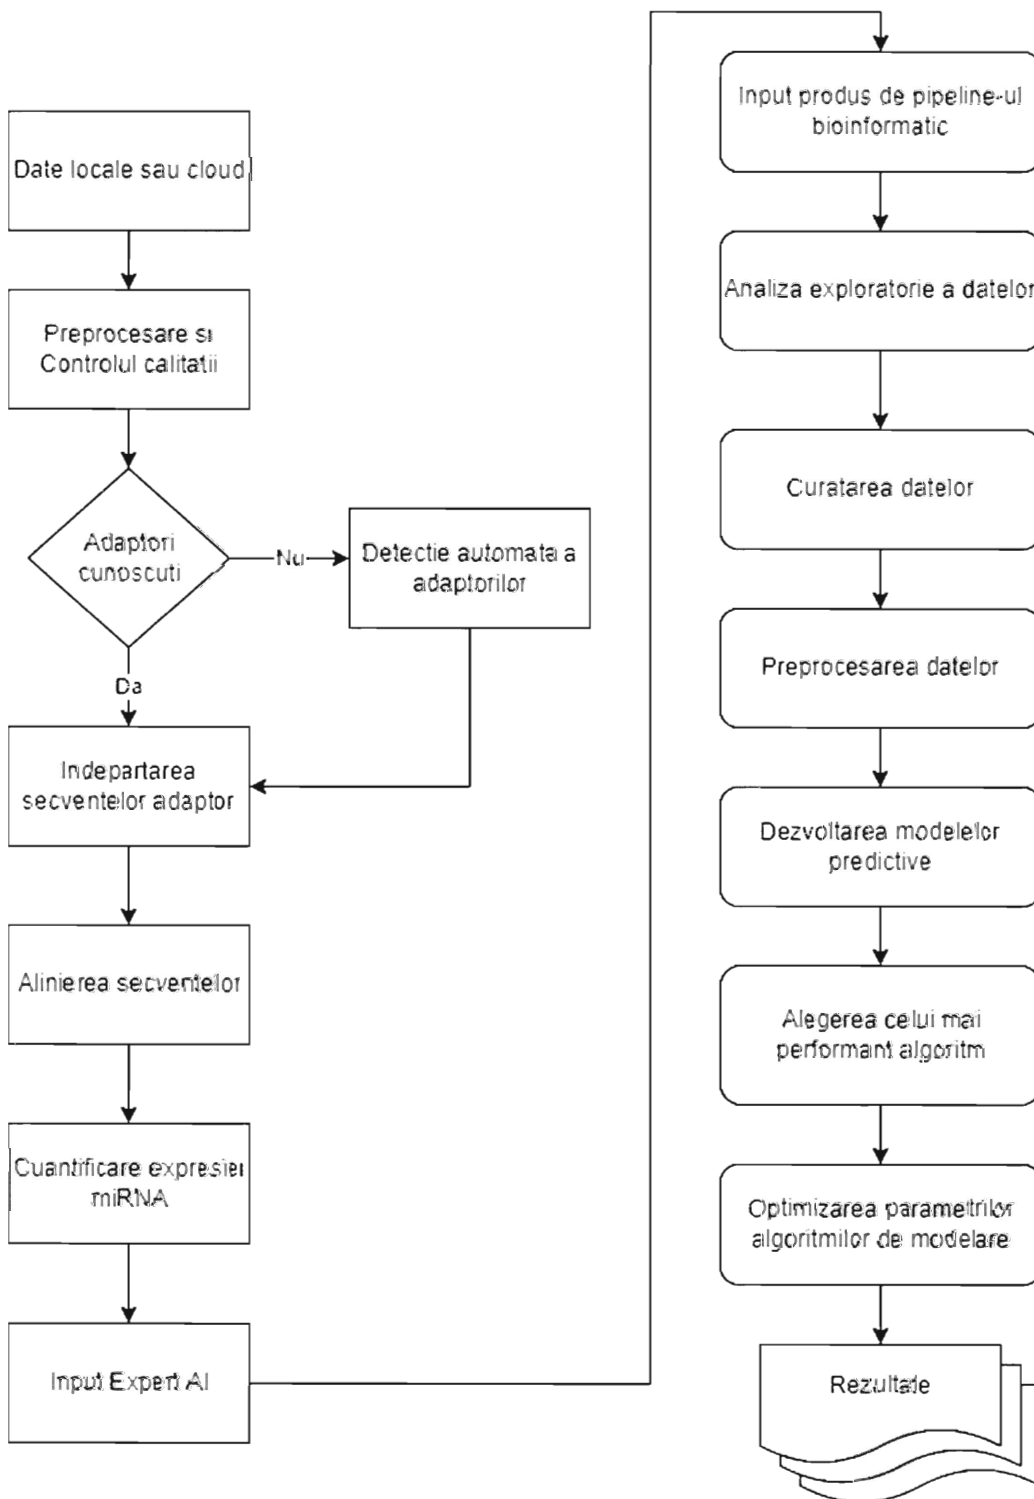 Date locale sau cloud
Preprocesare si
Controlul calitatii
Adaptori
cunoscuti
Nu
Detectie automata a
adaptorilor
Da
Indepartarea
secventelor adaptor
Alinierea secventelor
Cuantificare expresiei
miRNA
Input Expert AI
Input produs de pipeline-ul
bioinformatic
Analiza exploratorie a datelor
Curatarea datelor
Preprocesarea datelor
Dezvoltarea modelelor
predictive
Alegerea celui mai
performant algoritm
Optimizarea parametrilor
algoritmilor de modelare
Rezultate